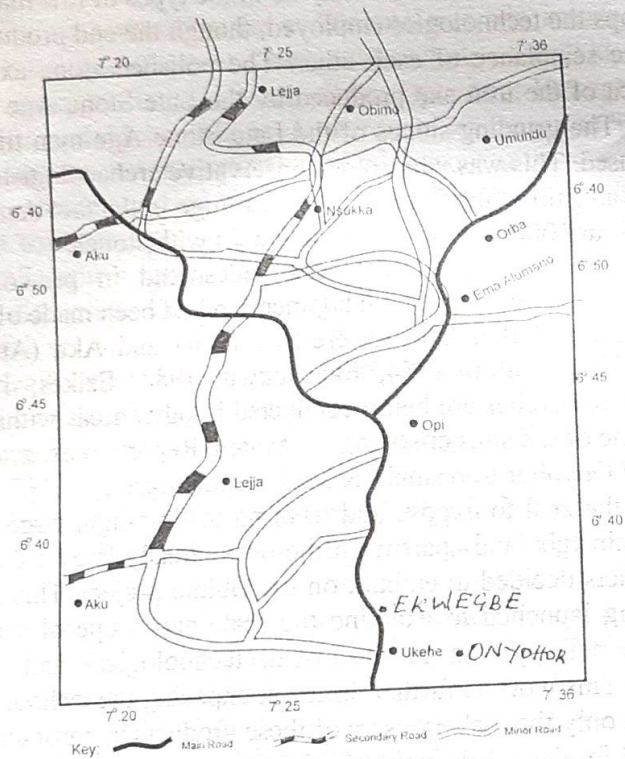 7°.20 7°.25 7°.36
Lejja
Obimo
Umundu
6°.40 6°.40
Nsukka
Orba
Aku
6°.50 6°.50
Ema Alumsino
6°.45 6°.45
Opi
Lejja
6°.40 6°.40
Aku
EKWEGBE
Ukehe ONYOHOR
7°.20 7°.25 7°.36
Key: Main Road Secondary Road Minor Road